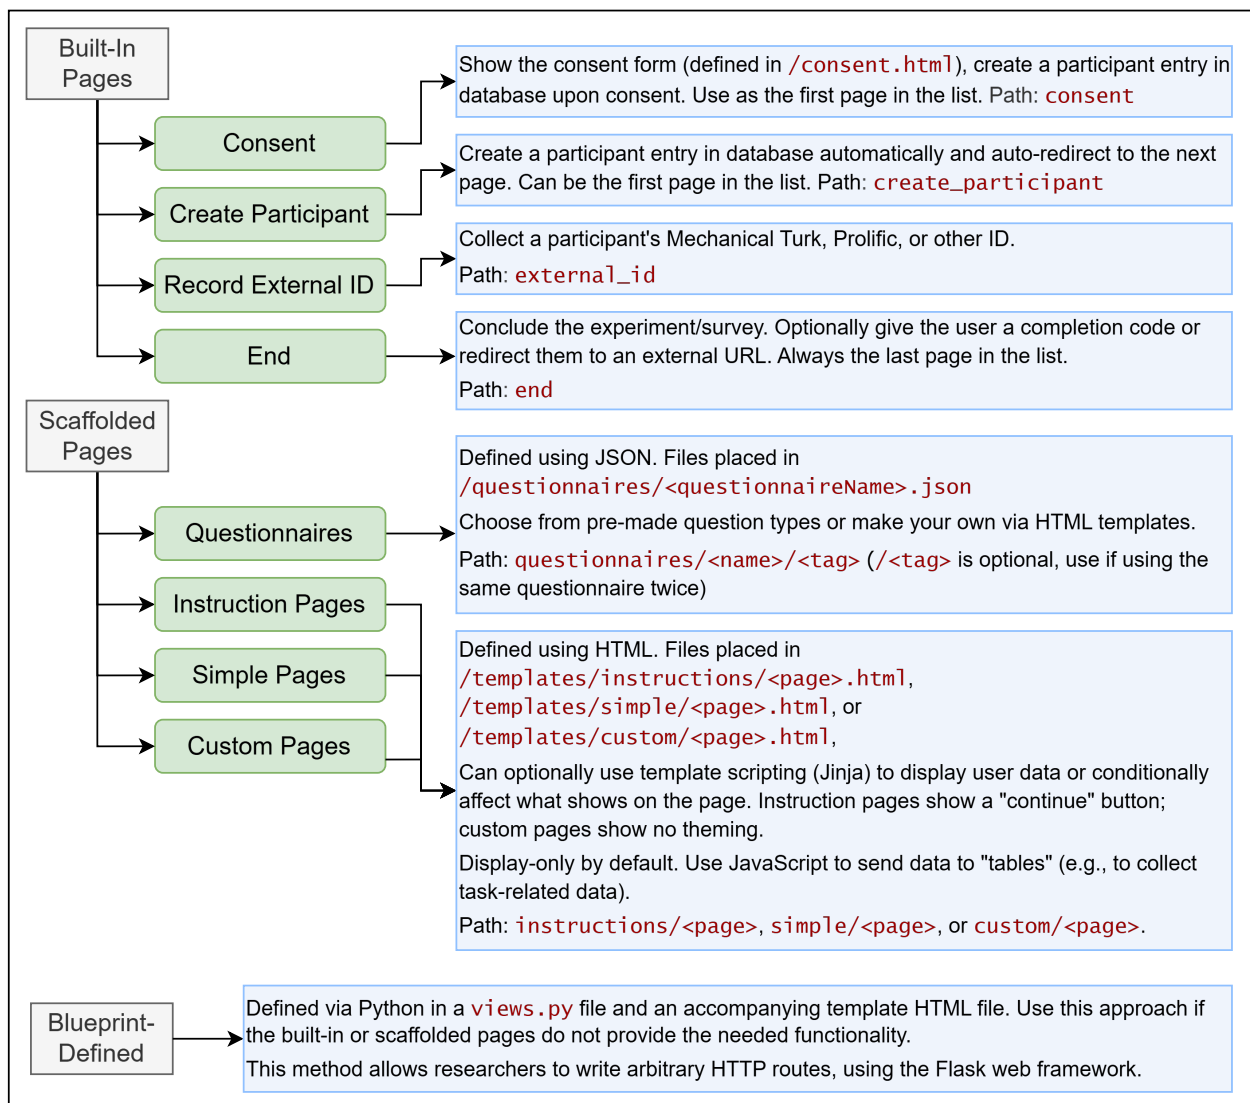 Built-In
Pages
Show the consent form (defined in /consent.html), create a participant entry in
database upon consent. Use as the first page in the list. Path: consent
Consent
Create a participant entry in database automatically and auto-redirect to the next
page. Can be the first page in the list. Path: create_participant
Create Participant
Collect a participant's Mechanical Turk, Prolific, or other ID.
Path: external_id
Record External ID
Conclude the experiment/survey. Optionally give the user a completion code or
redirect them to an external URL. Always the last page in the list.
Path: end
End
Scaffolded
Pages
Defined using JSON. Files placed in
/questionnaires/<questionnaireName>.json
Choose from pre-made question types or make your own via HTML templates.
Path: questionnaires/<name>/<tag> (/<tag> is optional, use if using the
same questionnaire twice)
Questionnaires
Instruction Pages
Simple Pages
Custom Pages
Defined using HTML. Files placed in
/templates/instructions/<page>.html,
/templates/simple/<page>.html, or
/templates/custom/<page>.html,
Can optionally use template scripting (Jinja) to display user data or conditionally
affect what shows on the page. Instruction pages show a "continue" button;
custom pages show no theming.
Display-only by default. Use JavaScript to send data to "tables" (e.g., to collect
task-related data).
Path: instructions/<page>, simple/<page>, or custom/<page>.
Blueprint-
Defined
Defined via Python in a views.py file and an accompanying template HTML file. Use this approach if
the built-in or scaffolded pages do not provide the needed functionality.
This method allows researchers to write arbitrary HTTP routes, using the Flask web framework.